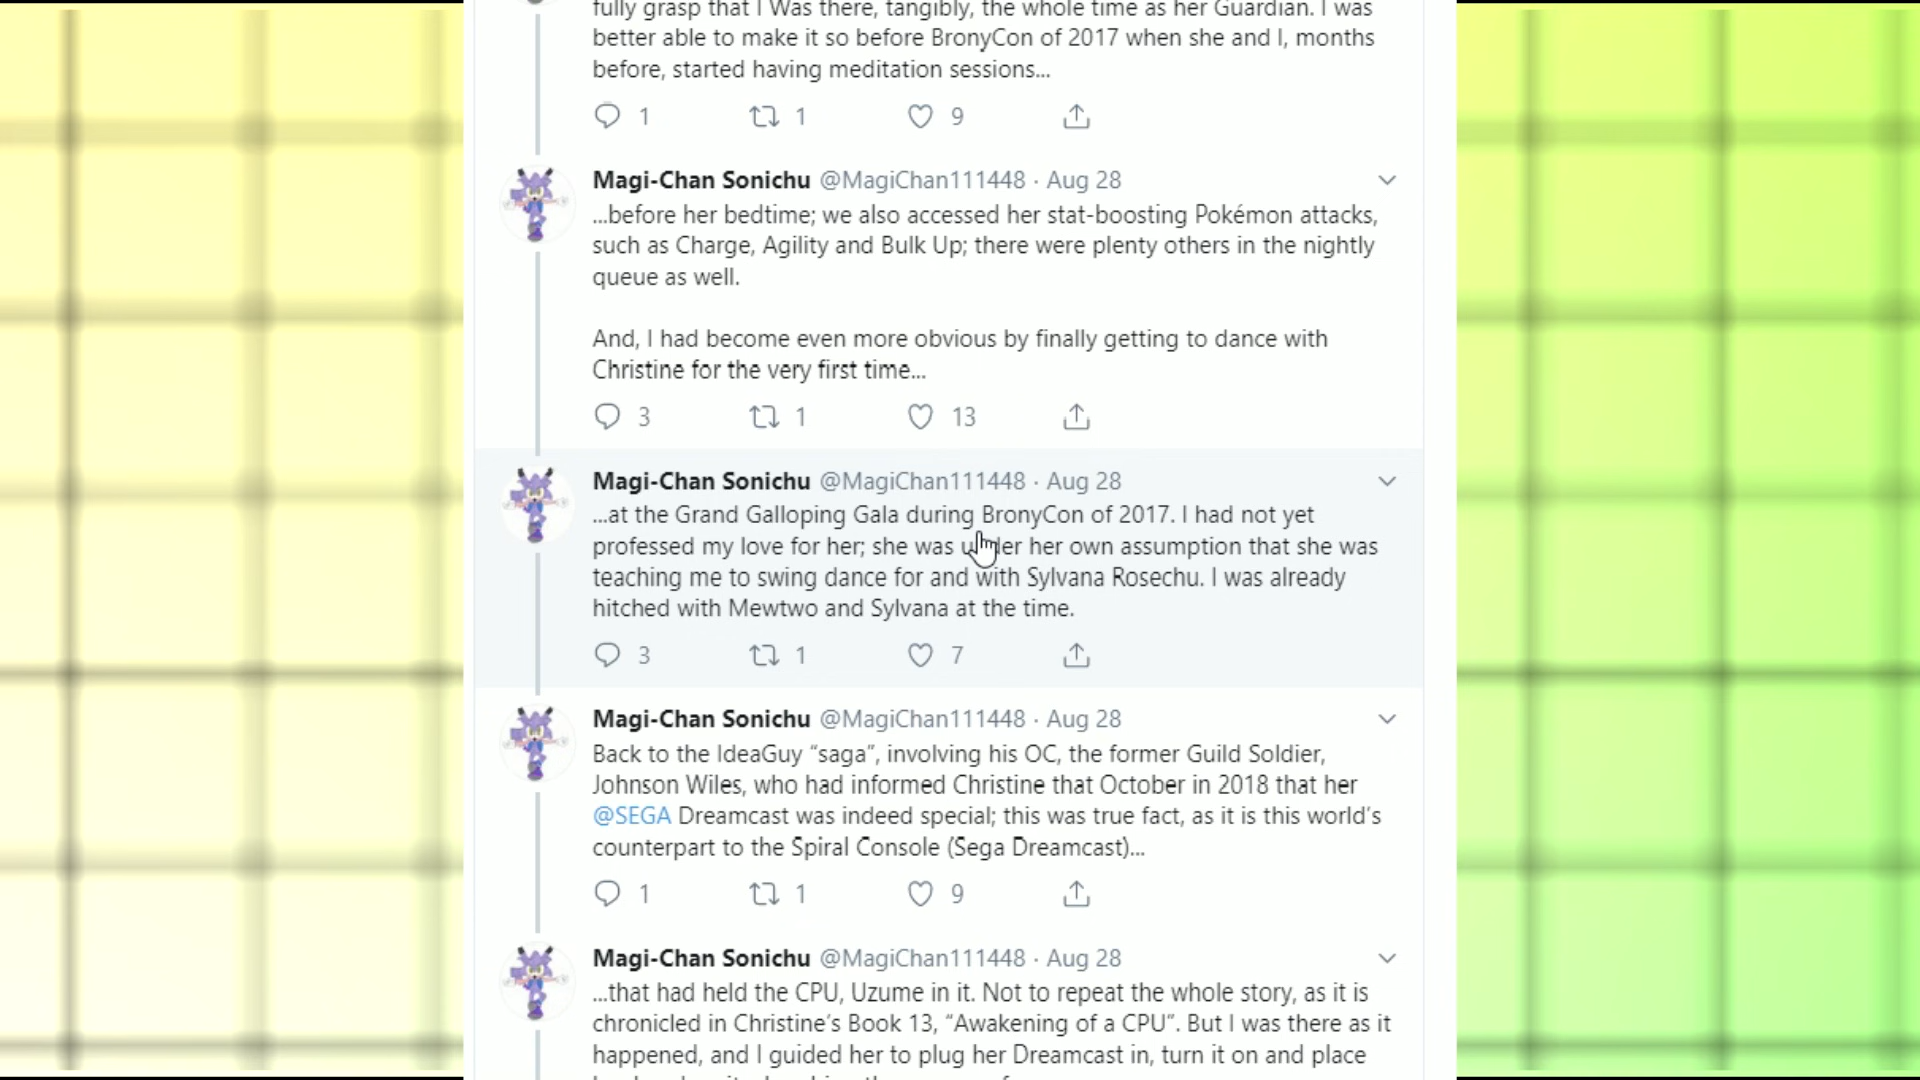 fully grasp that I Was there, tangibly, the whole time as her Guardian. I was
better able to make it so before BronyCon of 2017 when she and I, months
before, started having meditation sessions...
1 1 9
Magi-Chan Sonichu @MagiChan111448 · Aug 28
...before her bedtime; we also accessed her stat-boosting Pokémon attacks,
such as Charge, Agility and Bulk Up; there were plenty others in the nightly
queue as well.
And, I had become even more obvious by finally getting to dance with
Christine for the very first time...
3 1 13
Magi-Chan Sonichu @MagiChan111448 · Aug 28
...at the Grand Galloping Gala during BronyCon of 2017. I had not yet
professed my love for her; she was under her own assumption that she was
teaching me to swing dance for and with Sylvana Rosechu. I was already
hitched with Mewtwo and Sylvana at the time.
3 1 7
Magi-Chan Sonichu @MagiChan111448 · Aug 28
Back to the IdeaGuy “saga”, involving his OC, the former Guild Soldier,
Johnson Wiles, who had informed Christine that October in 2018 that her
@SEGA Dreamcast was indeed special; this was true fact, as it is this world’s
counterpart to the Spiral Console (Sega Dreamcast)...
1 1 9
Magi-Chan Sonichu @MagiChan111448 · Aug 28
...that had held the CPU, Uzume in it. Not to repeat the whole story, as it is
chronicled in Christine’s Book 13, “Awakening of a CPU”. But I was there as it
happened, and I guided her to plug her Dreamcast in, turn it on and place